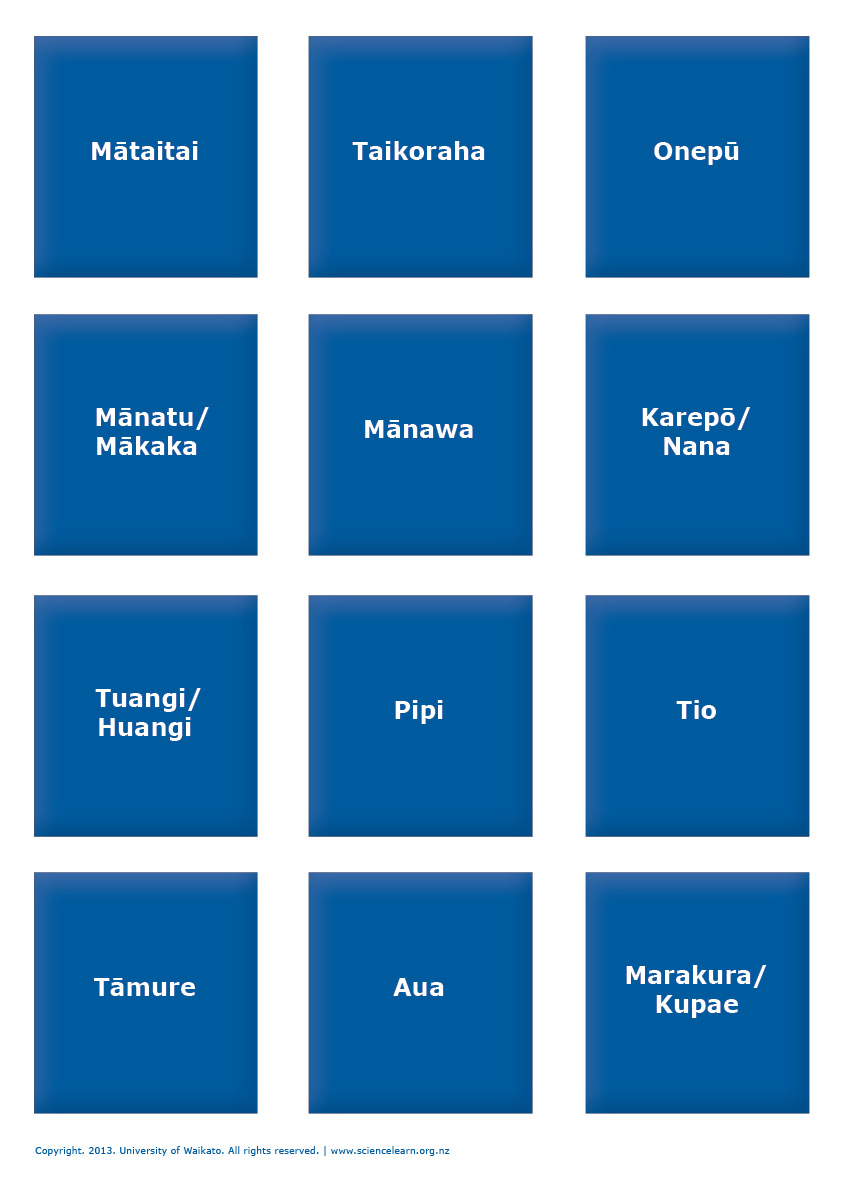 Mātaitai
Taikoraha
Onepū
Mānatu/
Mākaka
Mānawa
Karepō/
Nana
Tuangi/
Huangi
Pipi
Tio
Tāmure
Aua
Marakura/
Kupae
Copyright. 2013. University of Waikato. All rights reserved. | www.sciencelearn.org.nz